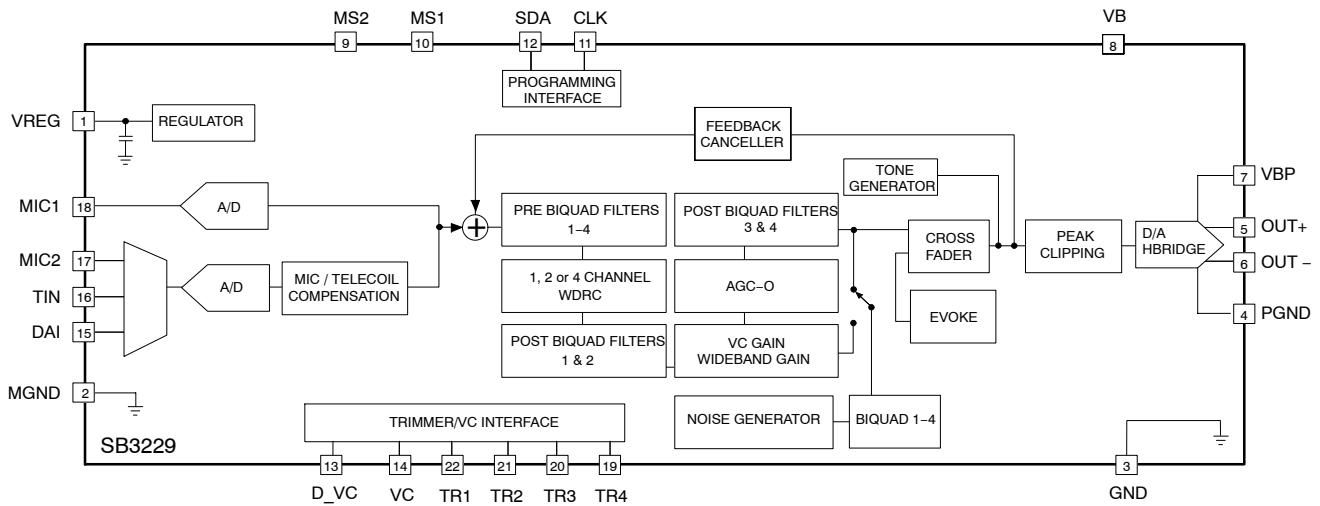 MS2 MS1 SDA CLK VB
9 10 12 11 8
PROGRAMMING
INTERFACE
VREG 1 REGULATOR
FEEDBACK
CANCELLER
TONE
GENERATOR
7 VBP
MIC1 18 A/D
PRE BIQUAD FILTERS
1–4
POST BIQUAD FILTERS
3 & 4
CROSS
FADER
PEAK
CLIPPING
D/A
HBRIDGE
5 OUT+
6 OUT –
MIC2 17
TIN 16
DAI 15
A/D
MIC / TELECOIL
COMPENSATION
1, 2 or 4 CHANNEL
WDRC
AGC–O
EVOKE
4 PGND
POST BIQUAD FILTERS
1 & 2
VC GAIN
WIDEBAND GAIN
MGND 2
NOISE GENERATOR
BIQUAD 1–4
TRIMMER/VC INTERFACE
SB3229
13 14 22 21 20 19 3
D_VC VC TR1 TR2 TR3 TR4 GND